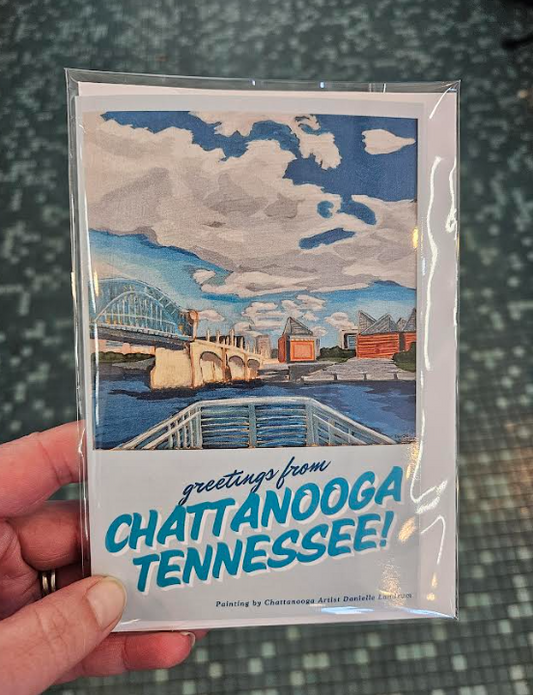 greetings from
CHATTANOOGA
TENNESSEE!
Painting by Chattanooga Artist Danielle